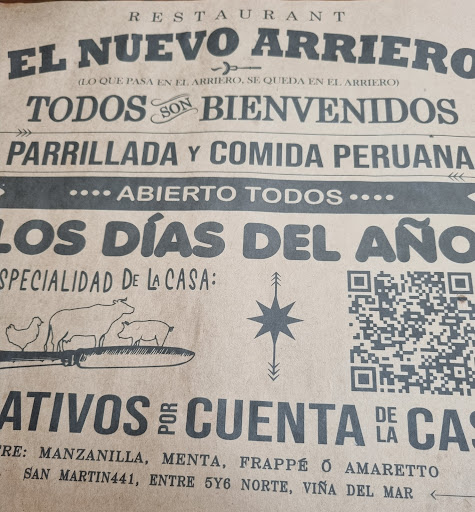 RESTAURANT
EL NUEVO ARRIERO
(LO QUE PASA EN EL ARRIERO, SE QUEDA EN EL ARRIERO)
TODOS SON BIENVENIDOS
PARRILLADA Y COMIDA PERUANA
ABIERTO TODOS
LOS DÍAS DEL AÑO
SPECIALIDAD DE LA CASA:
ATIVOS POR CUENTA DE LA CAS
TRE: MANZANILLA, MENTA, FRAPPÉ Ó AMARETTO
SAN MARTIN441, ENTRE 5Y6 NORTE, VIÑA DEL MAR